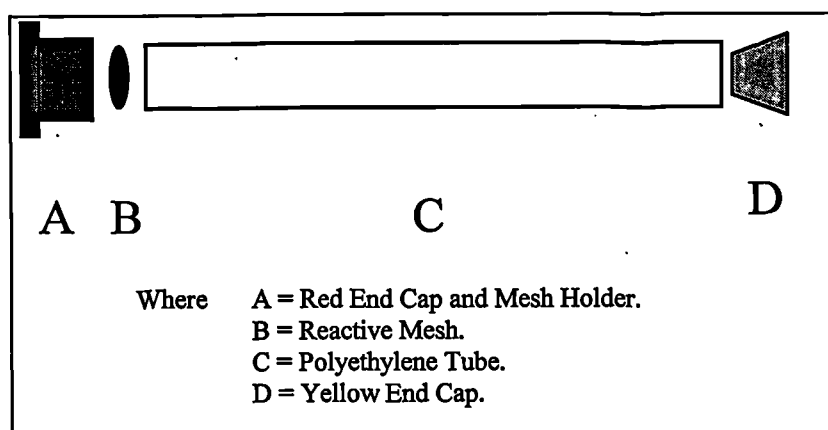 A B C D
Where A = Red End Cap and Mesh Holder.
B = Reactive Mesh.
C = Polyethylene Tube.
D = Yellow End Cap.